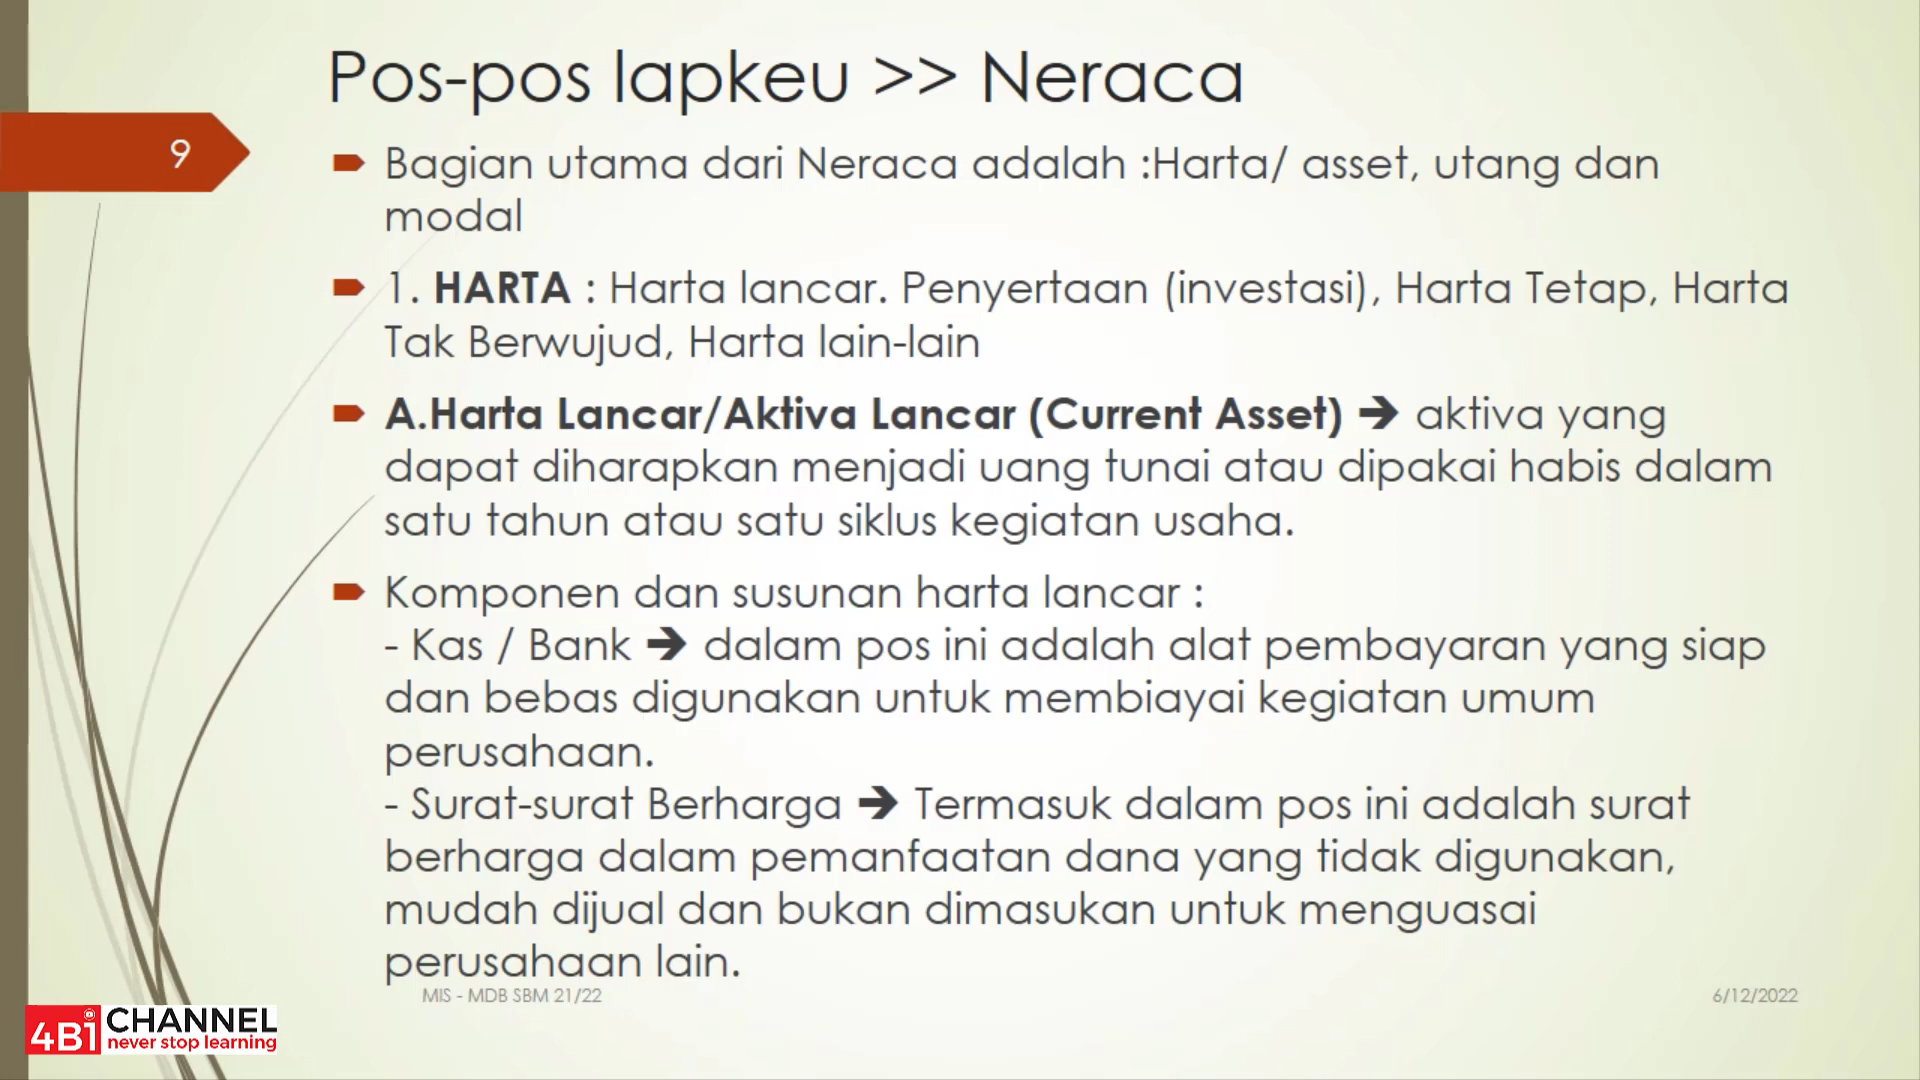 Pos-pos lapkeu >> Neraca
9
Bagian utama dari Neraca adalah :Harta/ asset, utang dan
modal
1. HARTA : Harta lancar. Penyertaan (investasi), Harta Tetap, Harta
Tak Berwujud, Harta lain-lain
A.Harta Lancar/Aktiva Lancar (Current Asset) ➔ aktiva yang
dapat diharapkan menjadi uang tunai atau dipakai habis dalam
satu tahun atau satu siklus kegiatan usaha.
Komponen dan susunan harta lancar :
- Kas / Bank ➔ dalam pos ini adalah alat pembayaran yang siap
dan bebas digunakan untuk membiayai kegiatan umum
perusahaan.
- Surat-surat Berharga ➔ Termasuk dalam pos ini adalah surat
berharga dalam pemanfaatan dana yang tidak digunakan,
mudah dijual dan bukan dimasukan untuk menguasai
perusahaan lain.
MIS - MDB SBM 21/22
6/12/2022
4Bi CHANNEL
never stop learning